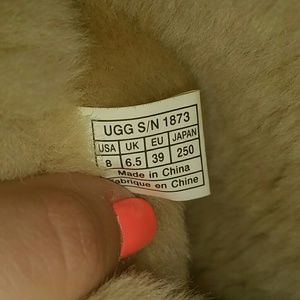 UGG S/N 1873
USA UK EU JAPAN
8 6.5 39 250
Made in China
Fabrique en Chine